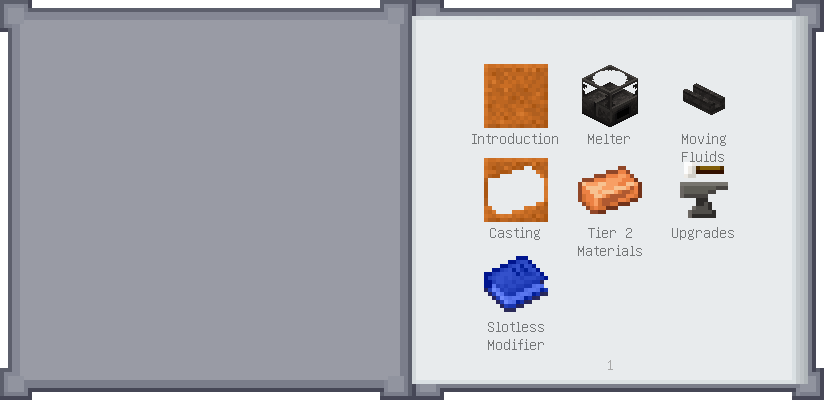 Introduction
Melter
Moving
Fluids
Casting
Tier 2
Materials
Upgrades
Slotless
Modifier
1